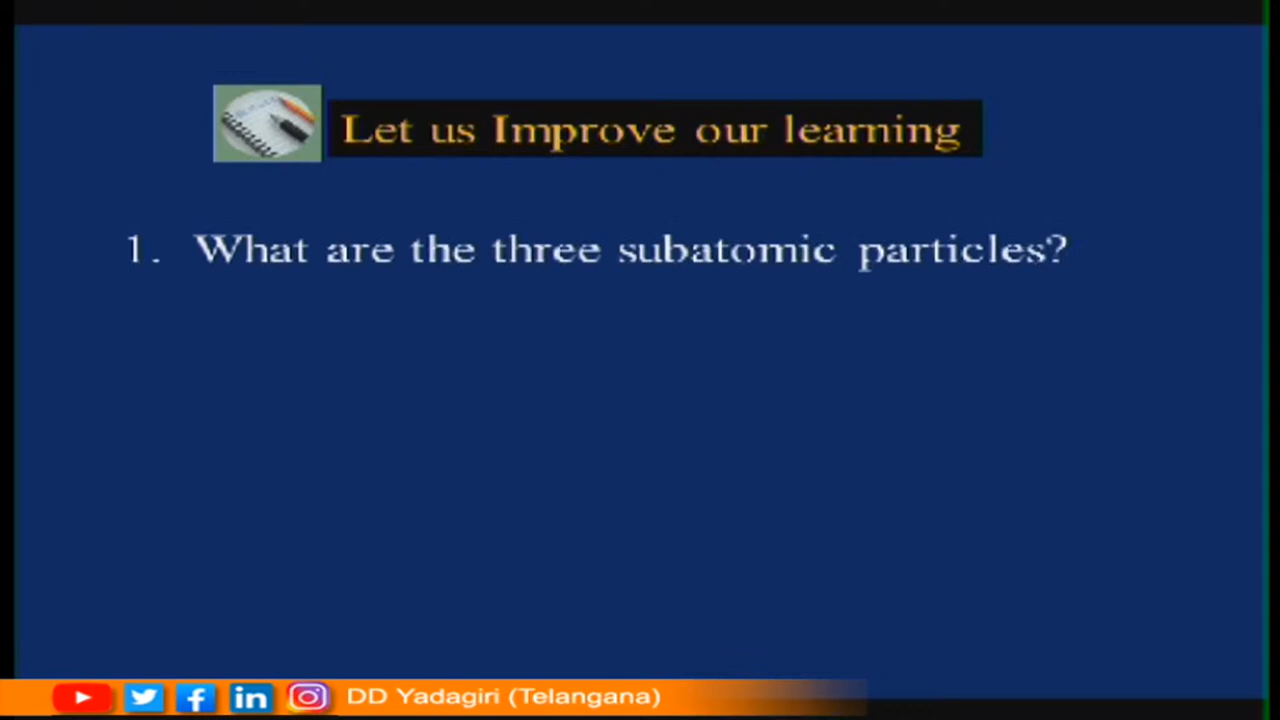 Let us Improve our learning
1. What are the three subatomic particles?
DD Yadagiri (Telangana)